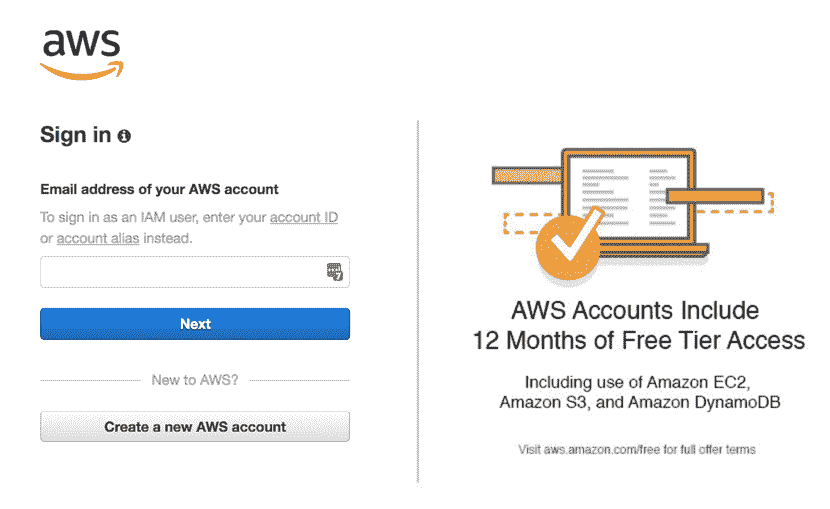 aws
Sign in
Email address of your AWS account
To sign in as an IAM user, enter your account ID
or account alias instead.
Next
New to AWS?
Create a new AWS account
AWS Accounts Include
12 Months of Free Tier Access
Including use of Amazon EC2,
Amazon S3, and Amazon DynamoDB
Visit aws.amazon.com/free for full offer terms